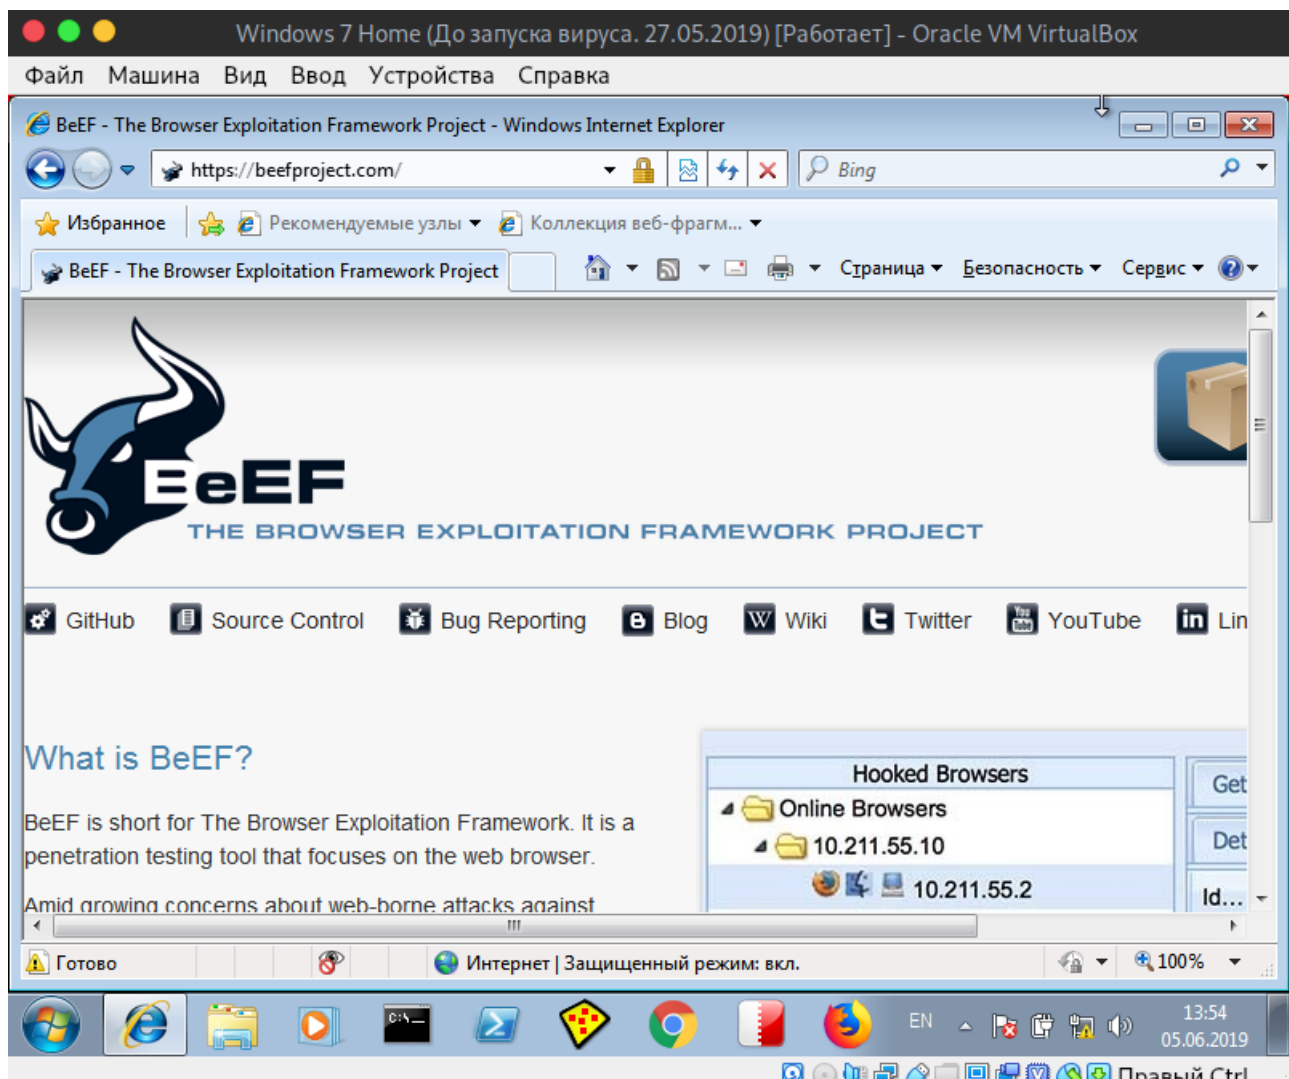 Windows 7 Home (До запуска вируса. 27.05.2019) [Работает] - Oracle VM VirtualBox
Файл Машина Вид Ввод Устройства Справка
BeEF - The Browser Exploitation Framework Project - Windows Internet Explorer
https://beefproject.com/ Bing
Избранное Рекомендуемые узлы Коллекция веб-фрагм...
BeEF - The Browser Exploitation Framework Project Страница Безопасность Сервис
BeEF
THE BROWSER EXPLOITATION FRAMEWORK PROJECT
GitHub Source Control Bug Reporting Blog Wiki Twitter YouTube Lin
What is BeEF?
BeEF is short for The Browser Exploitation Framework. It is a
penetration testing tool that focuses on the web browser.
Amid growing concerns about web-borne attacks against
Hooked Browsers
Online Browsers
10.211.55.10
10.211.55.2
Get
Det
Id...
Готово Интернет | Защищенный режим: вкл. 100%
EN 13:54
05.06.2019
Правый Ctrl